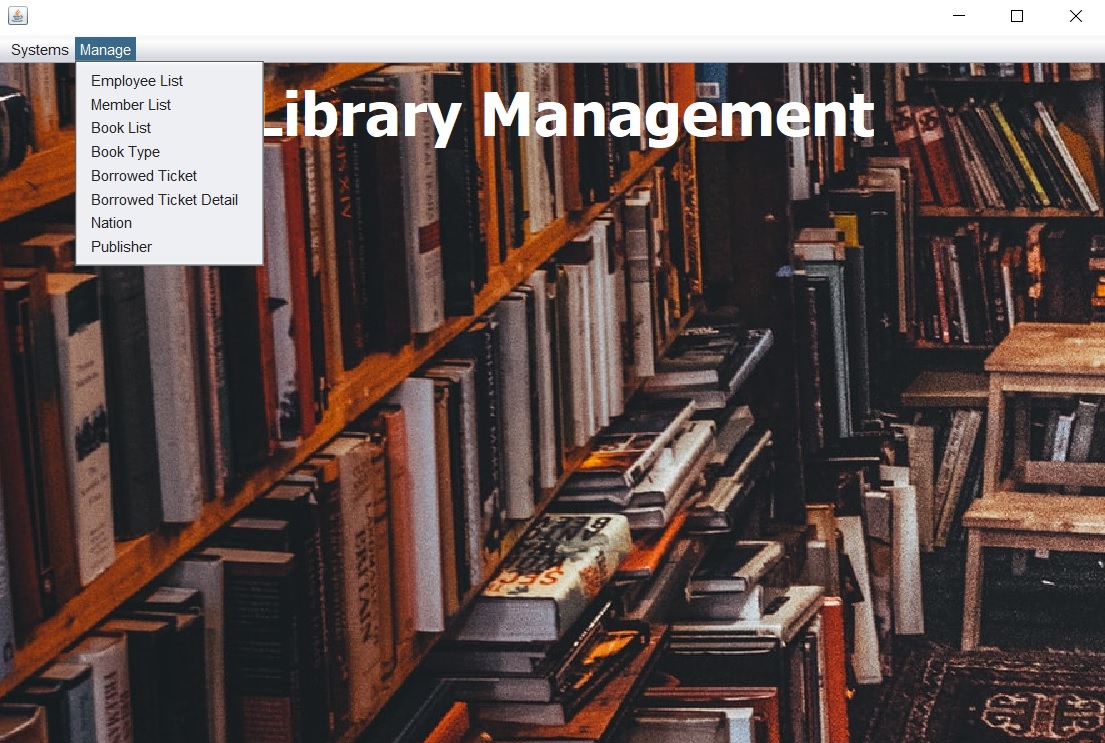 Systems Manage
Library Management
Employee List
Member List
Book List
Book Type
Borrowed Ticket
Borrowed Ticket Detail
Nation
Publisher